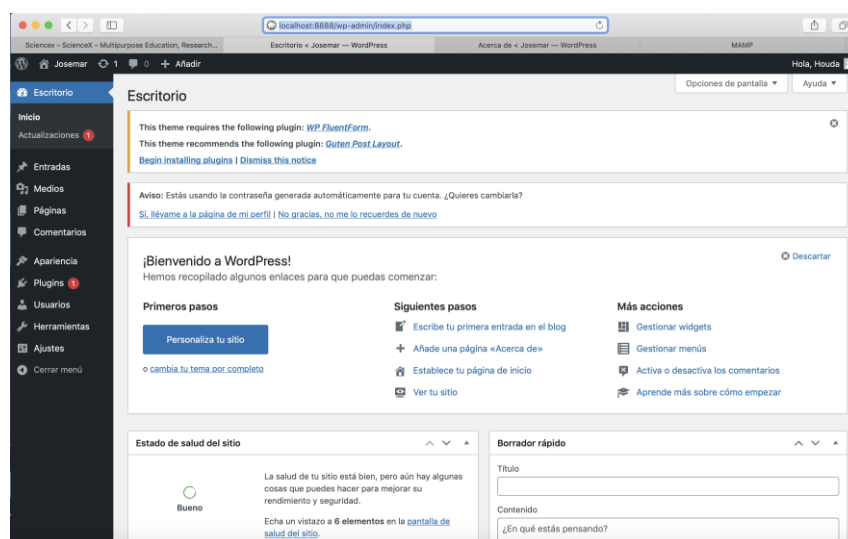 localhost:8888/wp-admin/index.php
Sciencex – ScienceX – Multipurpose Education, Research...
Escritorio < Josemar — WordPress
Acerca de < Josemar — WordPress
MAMP
Josemar 1 0 + Añadir
Hola, Houda
Escritorio
Inicio
Actualizaciones 1
Entradas
Medios
Páginas
Comentarios
Apariencia
Plugins 1
Usuarios
Herramientas
Ajustes
Cerrar menú
Opciones de pantalla
Ayuda
Escritorio
This theme requires the following plugin: WP FluentForm.
This theme recommends the following plugin: Guten Post Layout.
Begin installing plugins | Dismiss this notice
Aviso: Estás usando la contraseña generada automáticamente para tu cuenta. ¿Quieres cambiarla?
Sí, llévame a la página de mi perfil | No gracias, no me lo recuerdes de nuevo
¡Bienvenido a WordPress!
Descartar
Hemos recopilado algunos enlaces para que puedas comenzar:
Primeros pasos
Personaliza tu sitio
o cambia tu tema por completo
Siguientes pasos
Escribe tu primera entrada en el blog
Añade una página «Acerca de»
Establece tu página de inicio
Ver tu sitio
Más acciones
Gestionar widgets
Gestionar menús
Activa o desactiva los comentarios
Aprende más sobre cómo empezar
Estado de salud del sitio
Bueno
La salud de tu sitio está bien, pero aún hay algunas
cosas que puedes hacer para mejorar su
rendimiento y seguridad.
Echa un vistazo a 6 elementos en la pantalla de
salud del sitio.
Borrador rápido
Título
Contenido
¿En qué estás pensando?